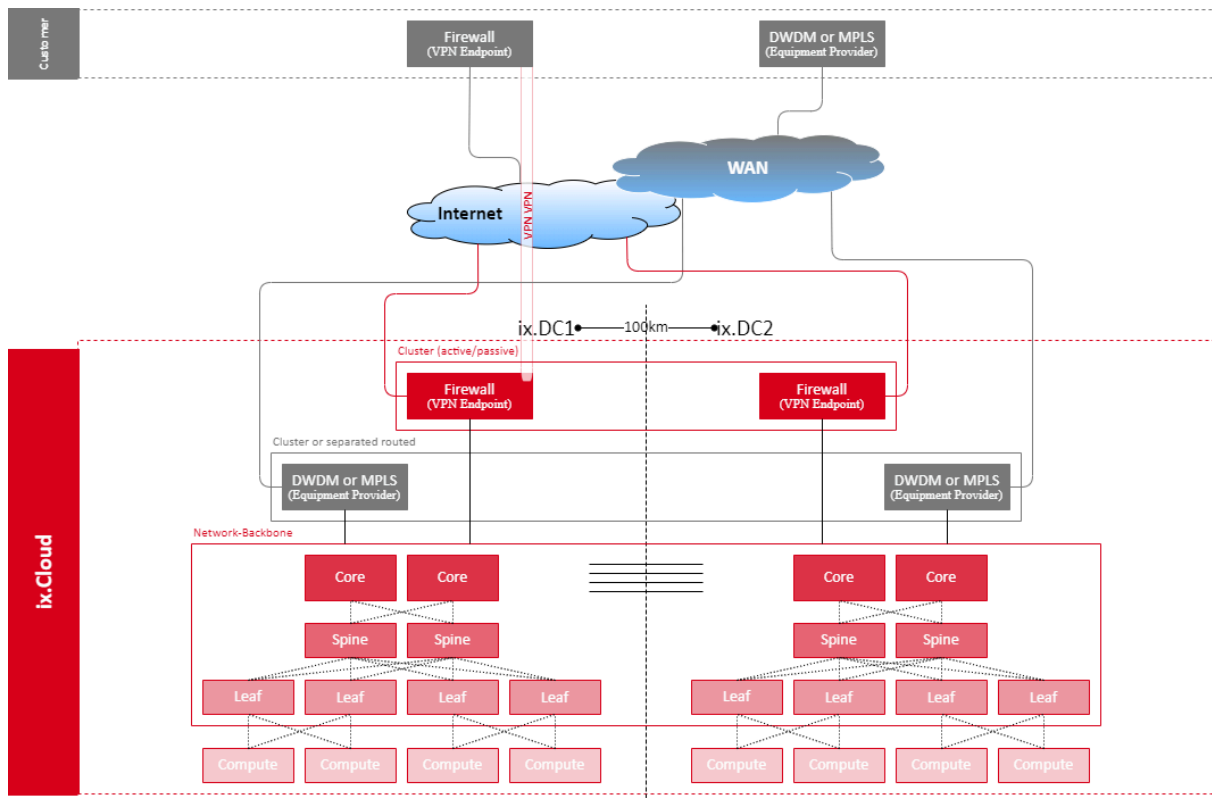 Customer
Firewall
(VPN Endpoint)
DWDM or MPLS
(Equipment Provider)
WAN
Internet
VPN VPN
ix.DC1
100km
ix.DC2
ix.Cloud
Cluster (active/passive)
Firewall
(VPN Endpoint)
Firewall
(VPN Endpoint)
Cluster or separated routed
DWDM or MPLS
(Equipment Provider)
DWDM or MPLS
(Equipment Provider)
Network-Backbone
Core
Core
Core
Core
Spine
Spine
Spine
Spine
Leaf
Leaf
Leaf
Leaf
Leaf
Leaf
Leaf
Leaf
Compute
Compute
Compute
Compute
Compute
Compute
Compute
Compute